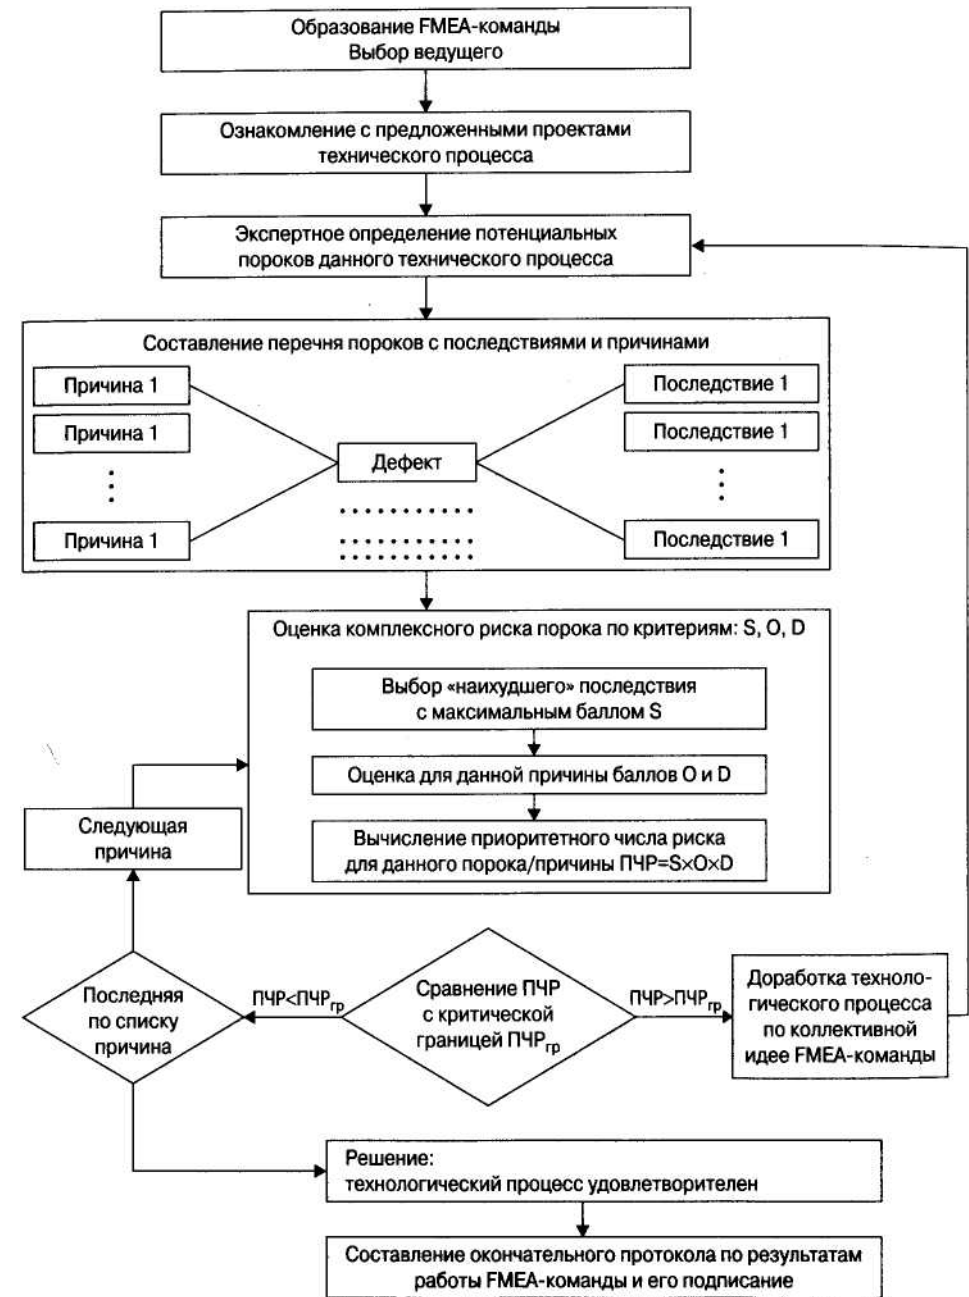 Образование FMEA-команды
Выбор ведущего
Ознакомление с предложенными проектами
технического процесса
Экспертное определение потенциальных
пороков данного технического процесса
Составление перечня пороков с последствиями и причинами
Причина 1
Последствие 1
Причина 1
Последствие 1
Дефект
Причина 1
Последствие 1
Оценка комплексного риска порока по критериям: S, O, D
Выбор «наихудшего» последствия
с максимальным баллом S
Оценка для данной причины баллов O и D
Вычисление приоритетного числа риска
для данного порока/причины ПЧР=S×O×D
Следующая
причина
Последняя
по списку
причина
ПЧР<ПЧРгр
Сравнение ПЧР
с критической
границей ПЧРгр
ПЧР>ПЧРгр
Доработка техноло-
гического процесса
по коллективной
идее FMEA-команды
Решение:
технологический процесс удовлетворителен
Составление окончательного протокола по результатам
работы FMEA-команды и его подписание